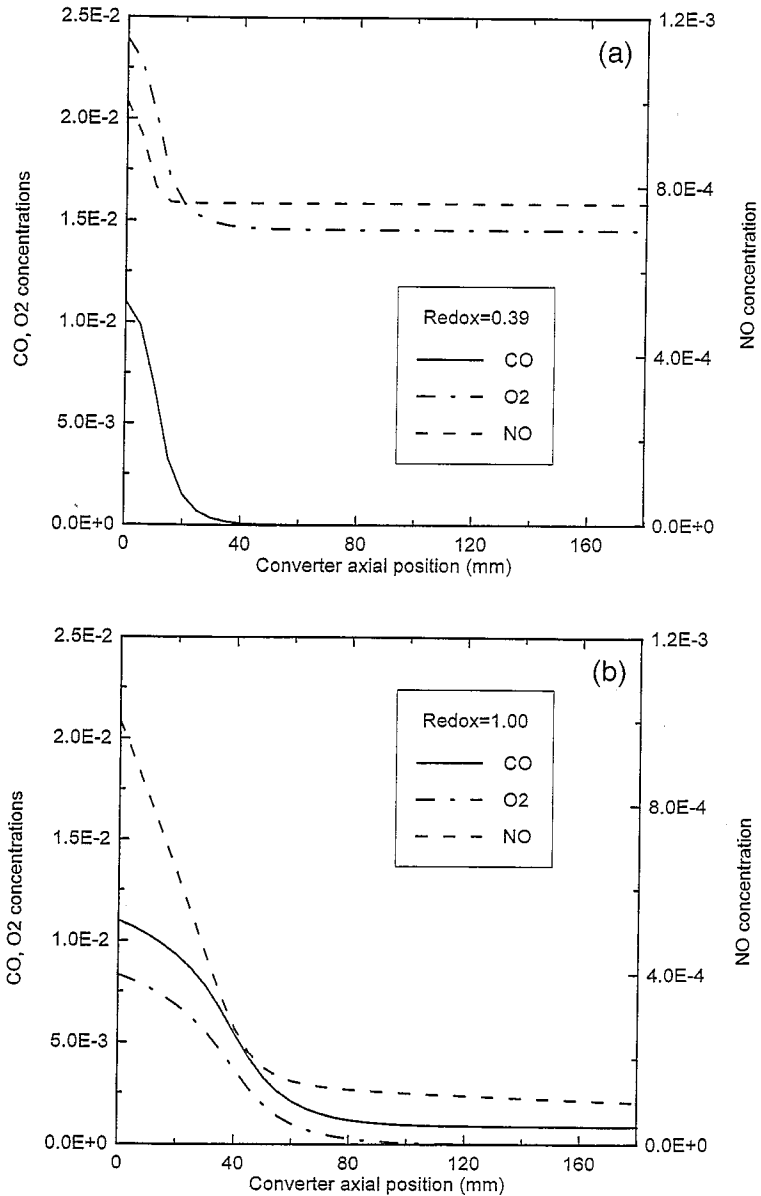 2.5E-2
2.0E-2
1.5E-2
1.0E-2
5.0E-3
0.0E+0
CO, O2 concentrations
(a)
Redox=0.39
CO
O2
NO
1.2E-3
8.0E-4
4.0E-4
0.0E+0
NO concentration
0 40 80 120 160
Converter axial position (mm)
2.5E-2
2.0E-2
1.5E-2
1.0E-2
5.0E-3
0.0E+0
CO, O2 concentrations
(b)
Redox=1.00
CO
O2
NO
1.2E-3
8.0E-4
4.0E-4
0.0E+0
NO concentration
0 40 80 120 160
Converter axial position (mm)